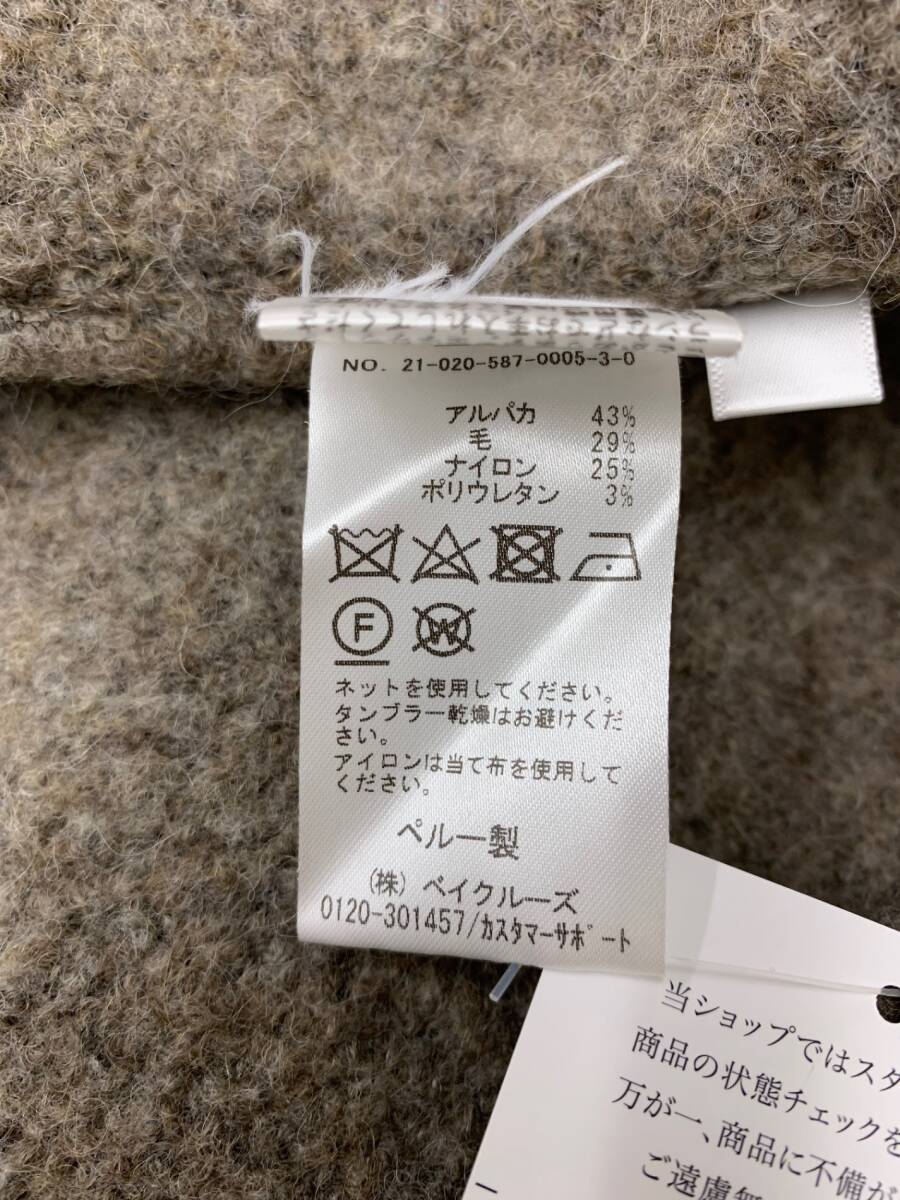 NO. 21-020-587-0005-3-0
アルパカ 43%
毛 29%
ナイロン 25%
ポリウレタン 3%
F
W
ネットを使用してください。
タンブラー乾燥はお避けくだ
さい。
アイロンは当て布を使用して
ください。
ペルー製
(株) ベイクルーズ
0120-301457/カスタマーサポート
当ショップではスタ
商品の状態チェックを
万が一、商品に不備が
ご遠慮